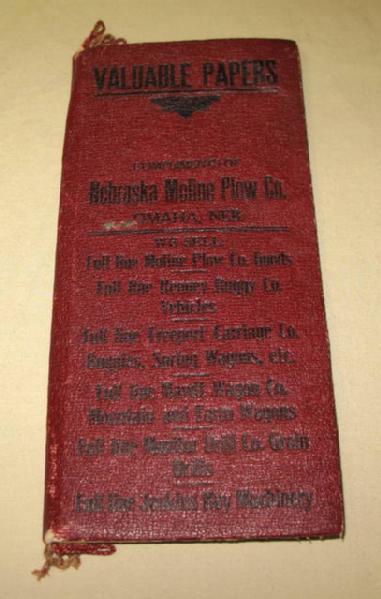 VALUABLE PAPERS
COMPLIMENTS OF
Nebraska Moline Plow Co.
OMAHA, NEB.
WE SELL:
Full line Moline Plow Co. Goods
Full line Henney Buggy Co.
Vehicles
Full line Freeport Carriage Co.
Buggies, Spring Wagons, etc.
Full line Mandt Wagon Co.
Mountain and Farm Wagons
Full line Monitor Drill Co. Grain
Drills
Full line Jenkins Hay Machinery